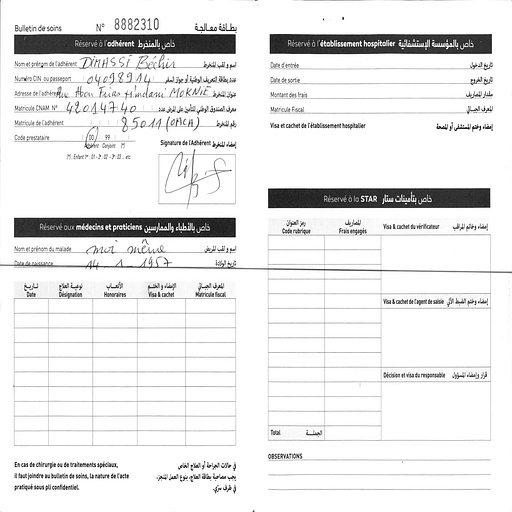 Bulletin de soins N° 8882310 بطاقة معالجة
Réservé à l'adhérent خاص بالمنخرط
Nom et prénom de l'adhérent DIMASSI Béchir اسم و لقب المنخرط
Numéro CIN ou passeport 04098914 عدد بطاقة التعريف الوطنية أو جواز السفر
Adresse de l'adhérent Rue Abou Firas Hamdani MOKNINE عنوان المنخرط
Matricule CNAM N° 42014740 معرف الصندوق الوطني للتأمين على المرض عدد
Matricule de l'adhérent 85011 (OACA) رقم المنخرط
Code prestataire 00 99 Signature de l'Adhérent إمضاء المنخرط
Adhérent Conjoint M
M : Enfant 1er : 01 - 2 : 02 - 3 : 03 .. etc
Réservé aux médecins et praticiens خاص بالأطباء والممارسين
Nom et prénom du malade moi même اسم و لقب المريض
Date de naissance 14-1-1957 تاريخ الولادة
تاريخ نوعية العلاج الأتعاب الإمضاء و الختم المعرف الجبائي
Date Désignation Honoraires Visa & cachet Matricule fiscal
En cas de chirurgie ou de traitements spéciaux,
il faut joindre au bulletin de soins, la nature de l'acte
pratiqué sous pli confidentiel.
في حالات الجراحة أو العلاج الخاص
يجب مصاحبة بطاقة العلاج، بنوع العمل المنجز،
في ظرف سري.
Réservé à l'établissement hospitalier خاص بالمؤسسة الإستشفائية
Date d'entrée تاريخ الدخول
Date de sortie تاريخ الخروج
Montant des frais مقدار المصاريف
Matricule Fiscal المعرف الجبائي
Visa et cachet de l'établissement hospitalier إمضاء وختم المستشفى أو المصحة
Réservé à la STAR خاص بتأمينات ستار
رمز العنوان المصاريف
Code rubrique Frais engagés
Visa & cachet du vérificateur إمضاء وخاتم المراقب
Visa & cachet de l'agent de saisie إمضاء وختم الضبط الآلي
Décision et visa du responsable قرار وإمضاء المسؤول
Total الجملة
OBSERVATIONS